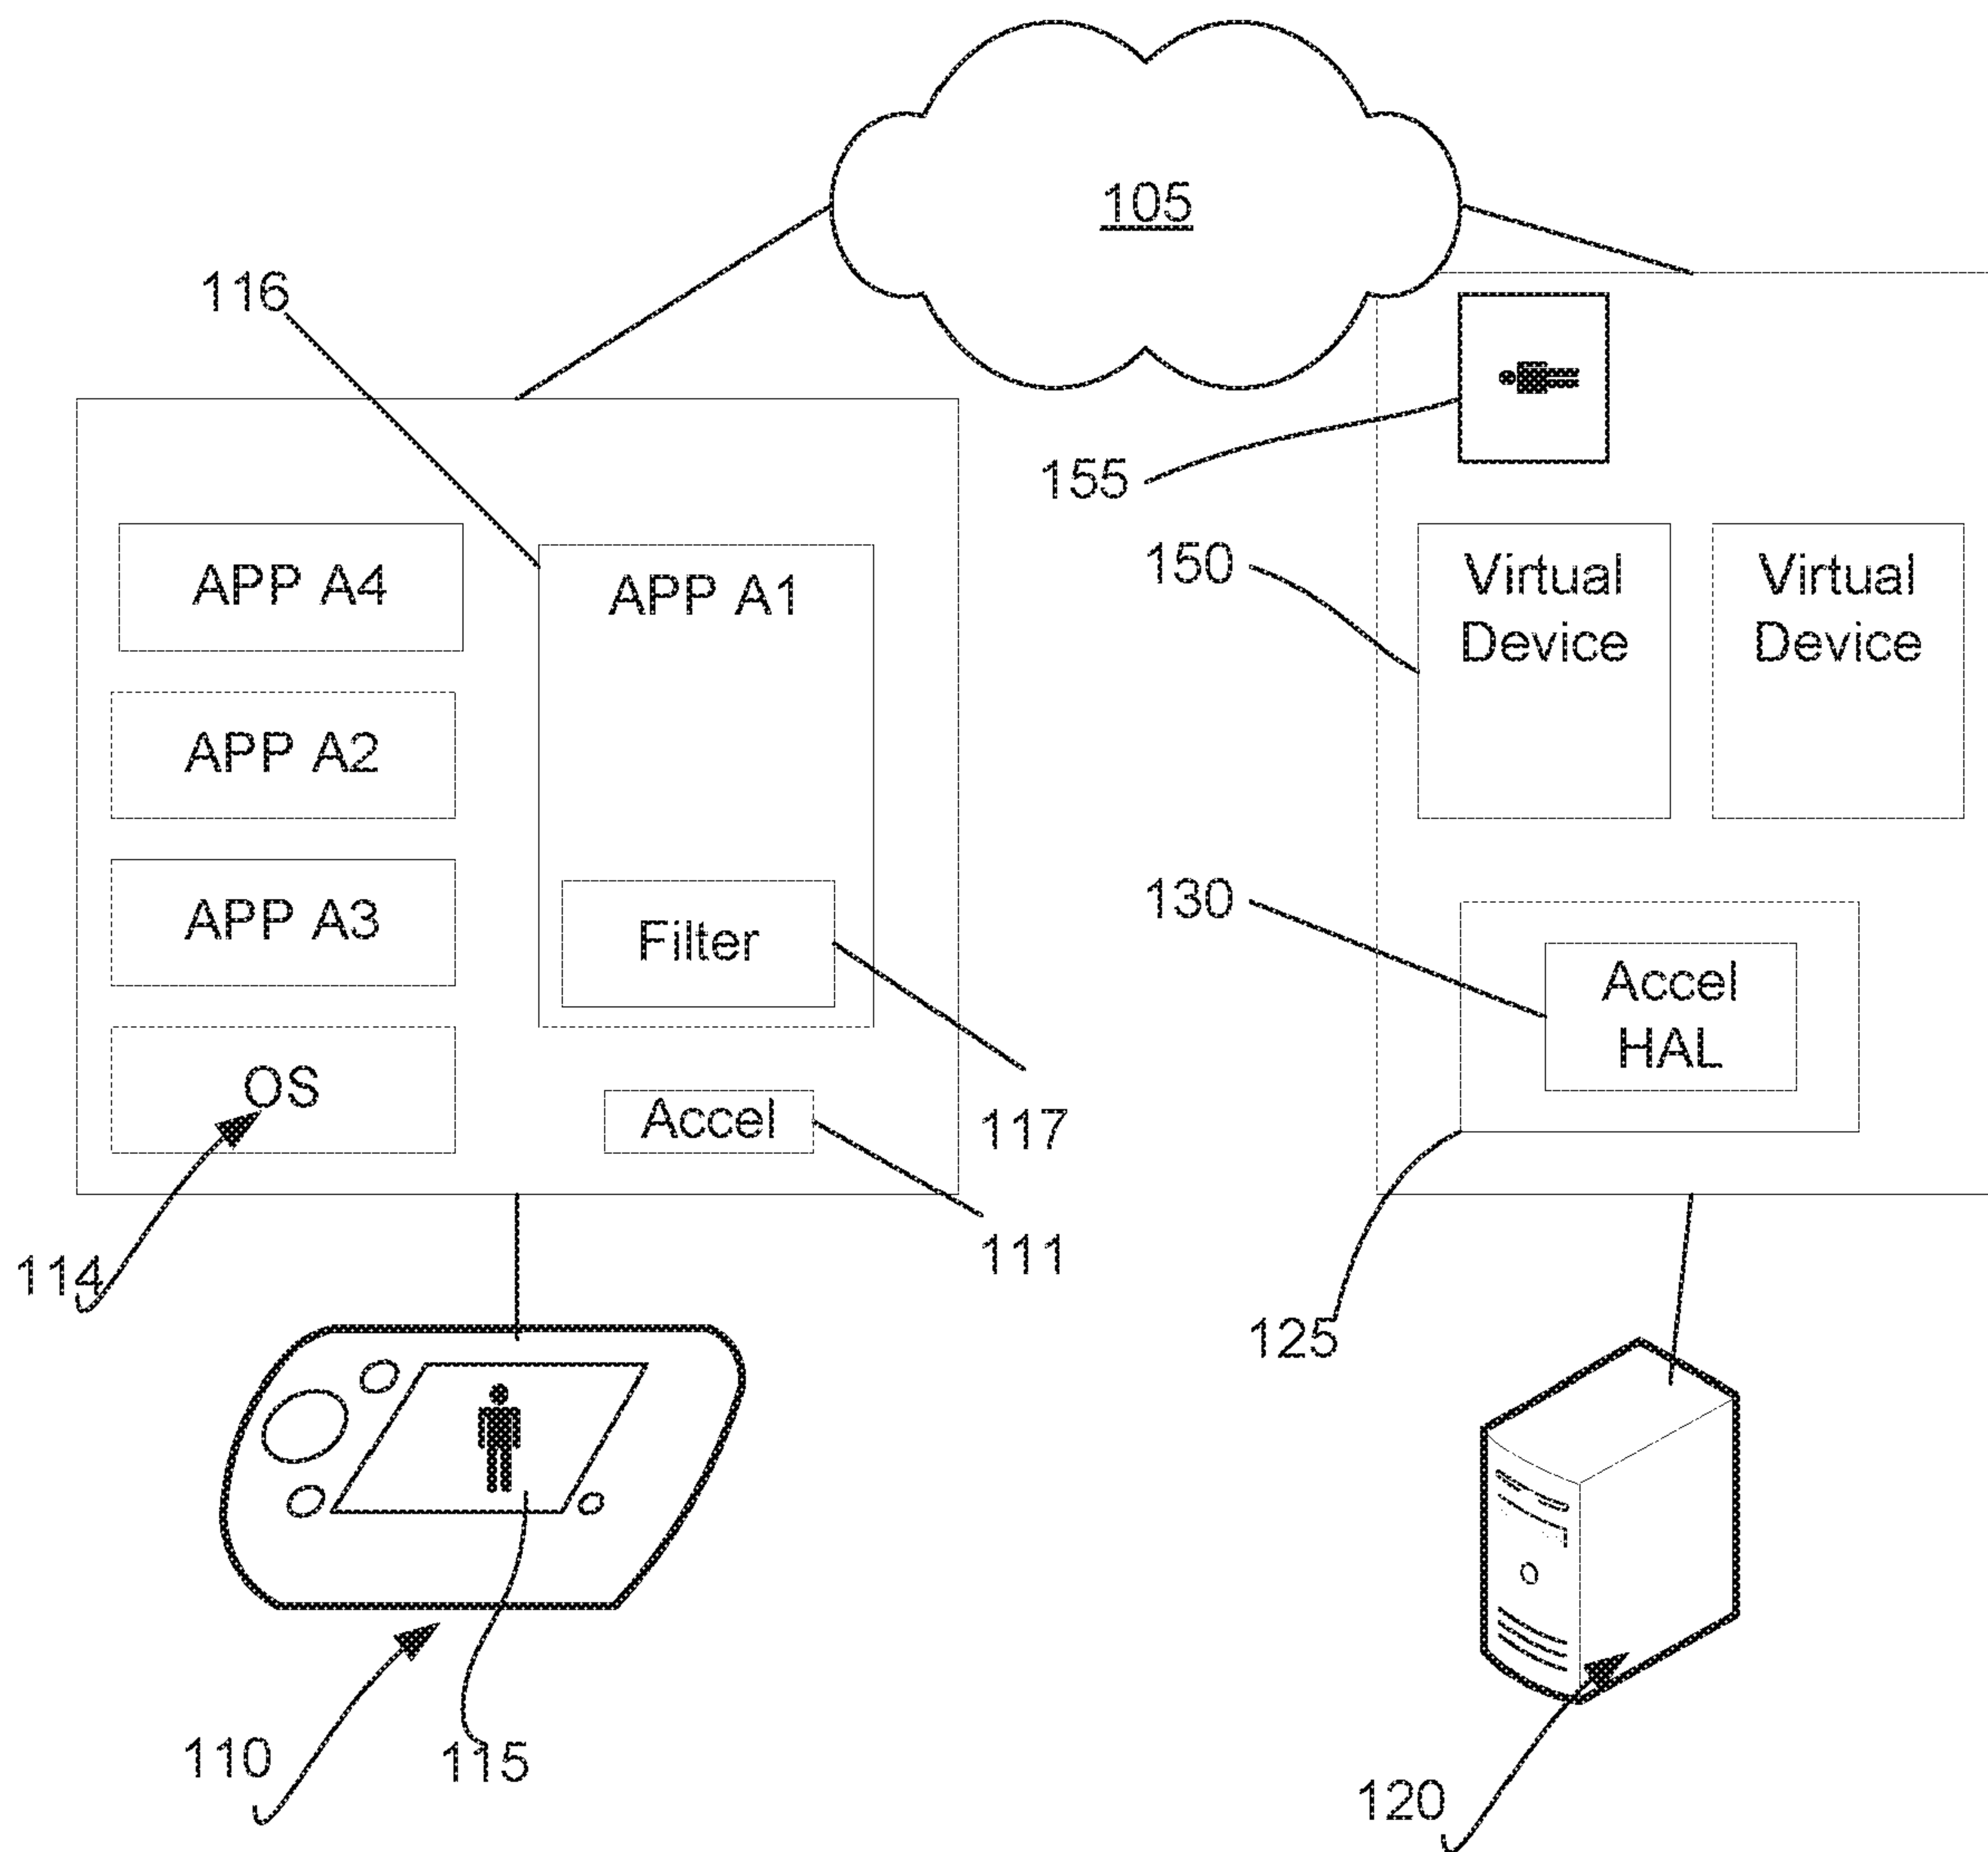 105
116
155
APP A4
APP A1
150
Virtual
Device
Virtual
Device
APP A2
APP A3
Filter
130
Accel
HAL
OS
Accel
117
111
114
125
110
115
120